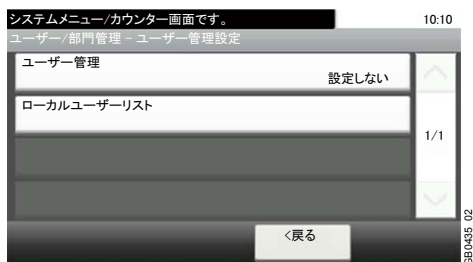 システムメニュー/カウンター画面です。
10:10
ユーザー/部門管理 - ユーザー管理設定
ユーザー管理
設定しない
ローカルユーザーリスト
1/1
<戻る
GB0435_02